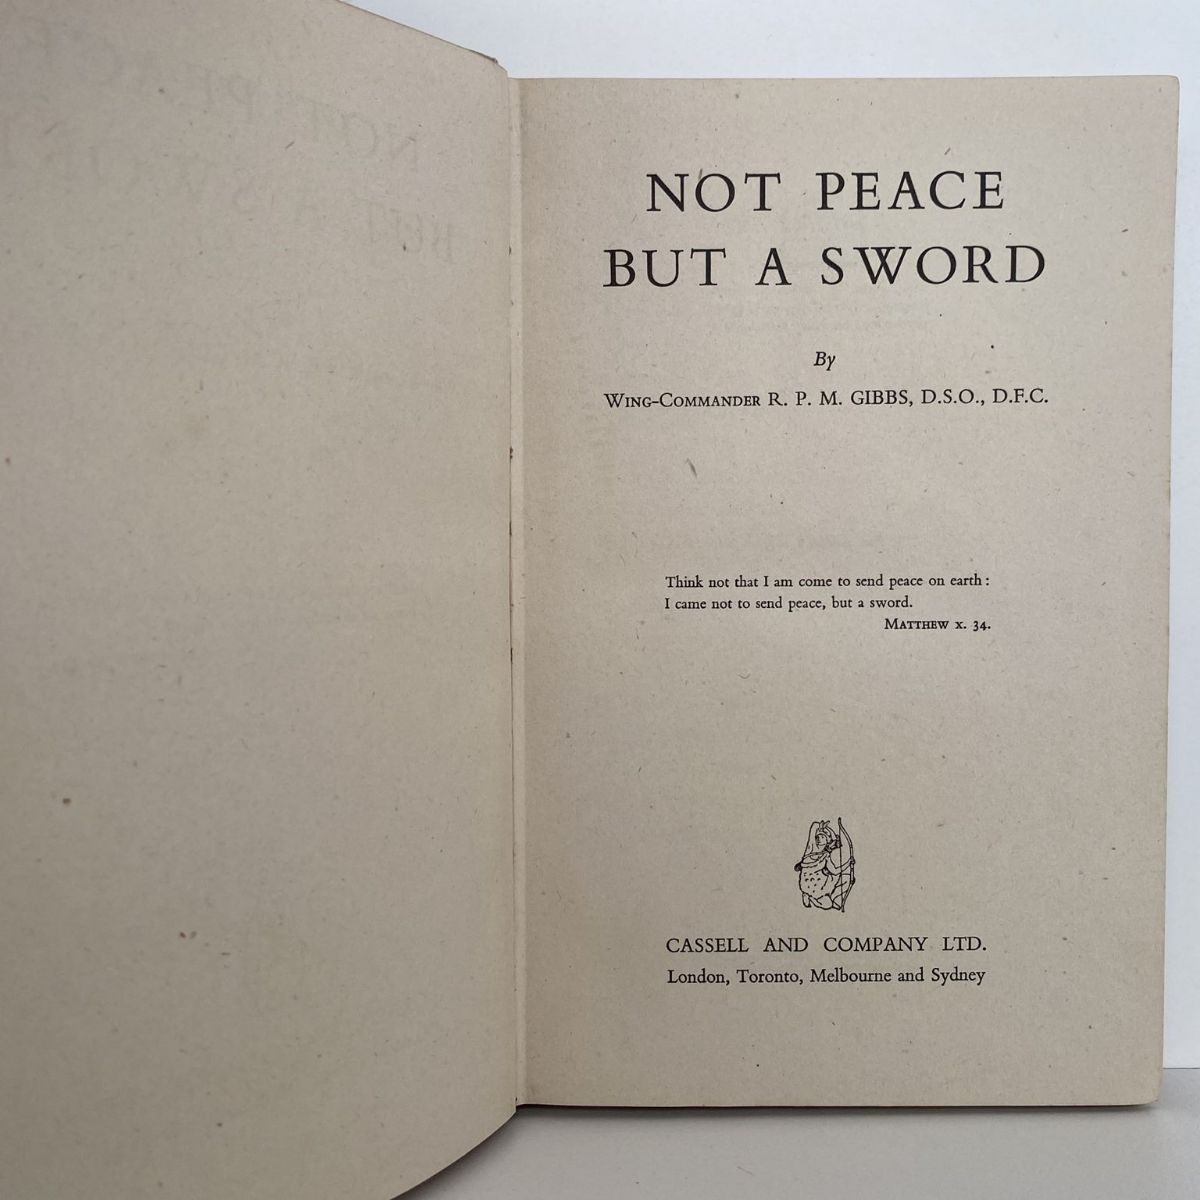 NOT PEACE
BUT A SWORD
By
WING-COMMANDER R. P. M. GIBBS, D.S.O., D.F.C.
Think not that I am come to send peace on earth:
I came not to send peace, but a sword.
MATTHEW X. 34.
CASSELL AND COMPANY LTD.
London, Toronto, Melbourne and Sydney